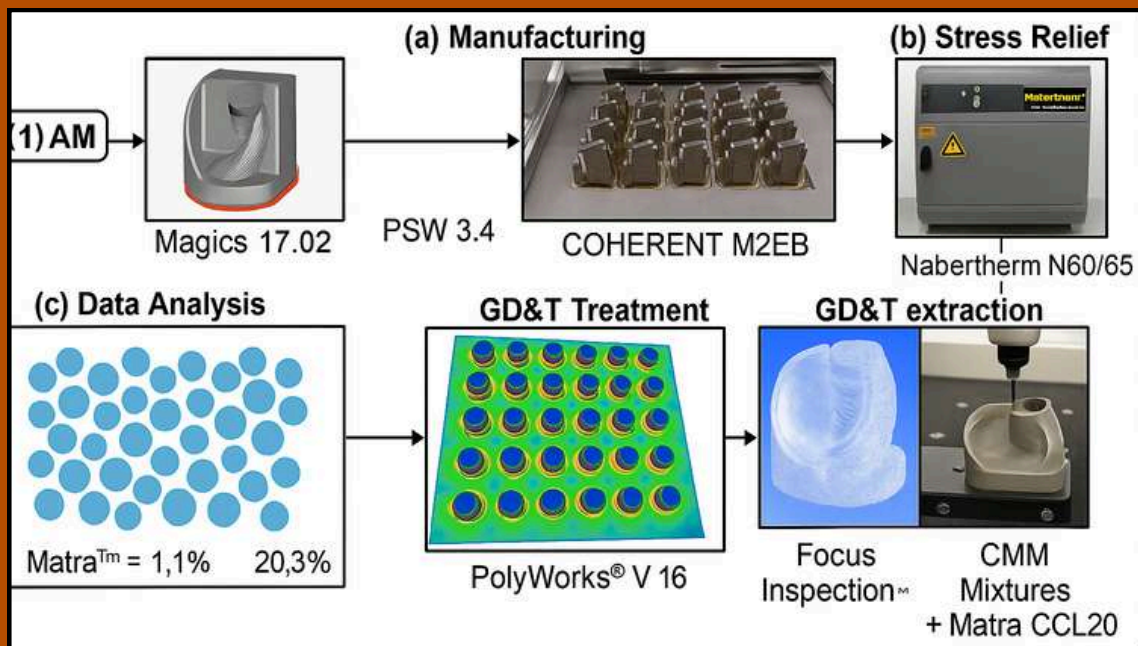 (a) Manufacturing
(b) Stress Relief
(1) AM
Magics 17.02
PSW 3.4
COHERENT M2EB
Nabertherm N60/65
(c) Data Analysis
GD&T Treatment
GD&T extraction
Matra™ = 1,1% 20,3%
PolyWorks® V 16
Focus
Inspection™
CMM
Mixtures
+ Matra CCL20